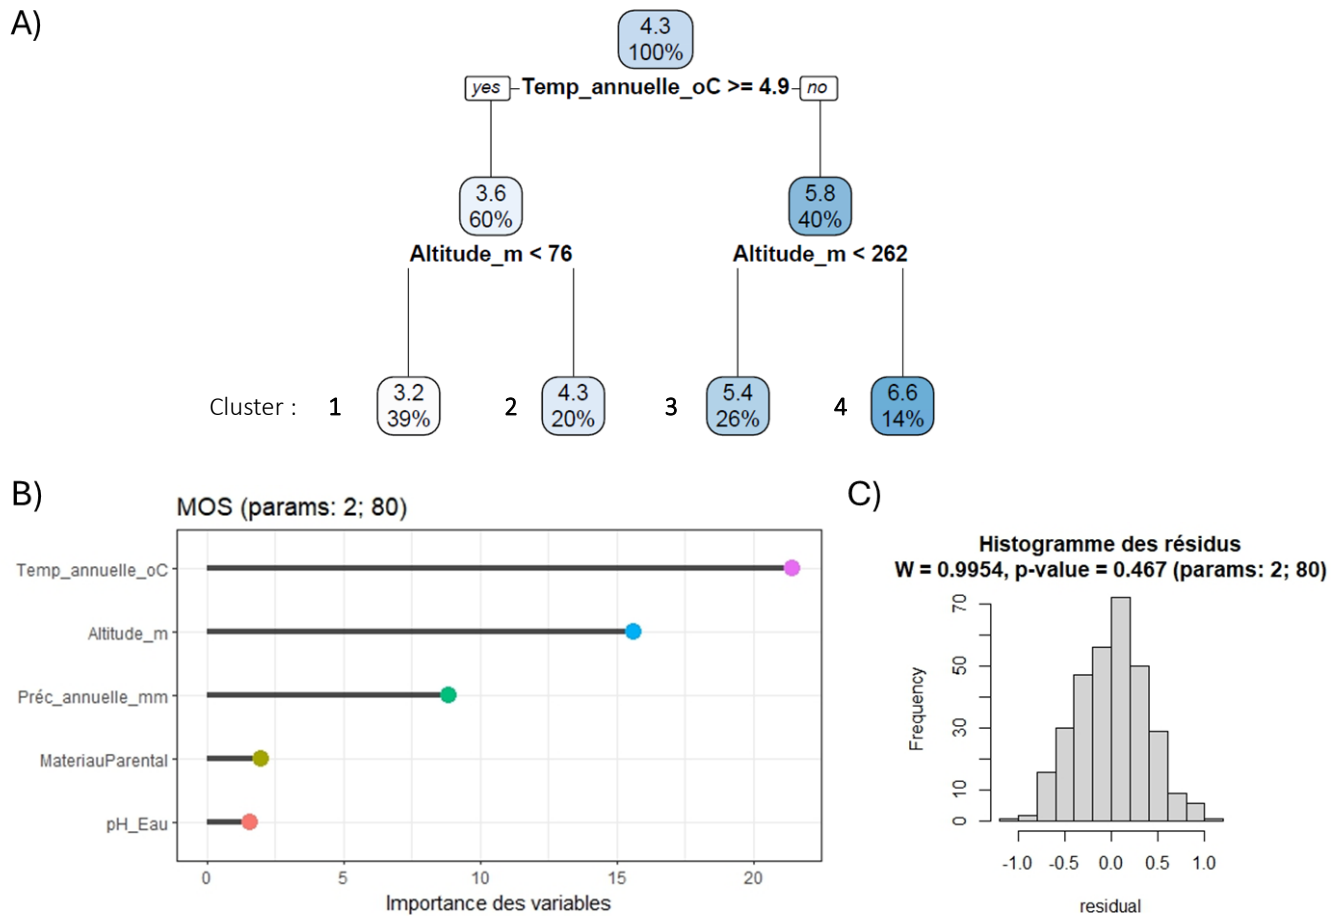 A)
4.3
100%
yes Temp_annuelle_oC >= 4.9 no
3.6
60%
5.8
40%
Altitude_m < 76
Altitude_m < 262
Cluster :
1
3.2
39%
2
4.3
20%
3
5.4
26%
4
6.6
14%
B)
MOS (params: 2; 80)
Temp_annuelle_oC
Altitude_m
Préc_annuelle_mm
MateriauParental
pH_Eau
0 5 10 15 20
Importance des variables
C)
Histogramme des résidus
W = 0.9954, p-value = 0.467 (params: 2; 80)
Frequency
70
50
30
10
0
-1.0 -0.5 0.0 0.5 1.0
residual